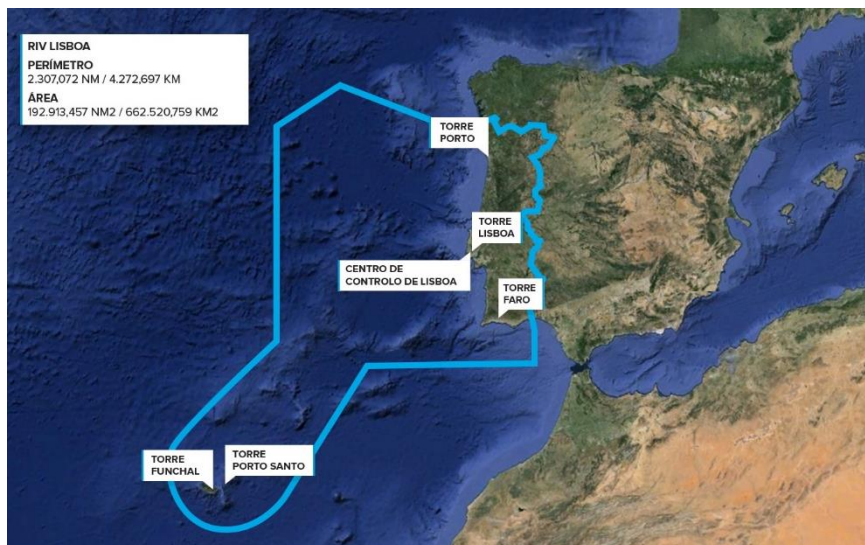 RIV LISBOA
PERÍMETRO
2.307,072 NM / 4.272,697 KM
ÁREA
192.913,457 NM2 / 662.520,759 KM2
TORRE
PORTO
TORRE
LISBOA
CENTRO DE
CONTROLO DE LISBOA
TORRE
FARO
TORRE
FUNCHAL
TORRE
PORTO SANTO